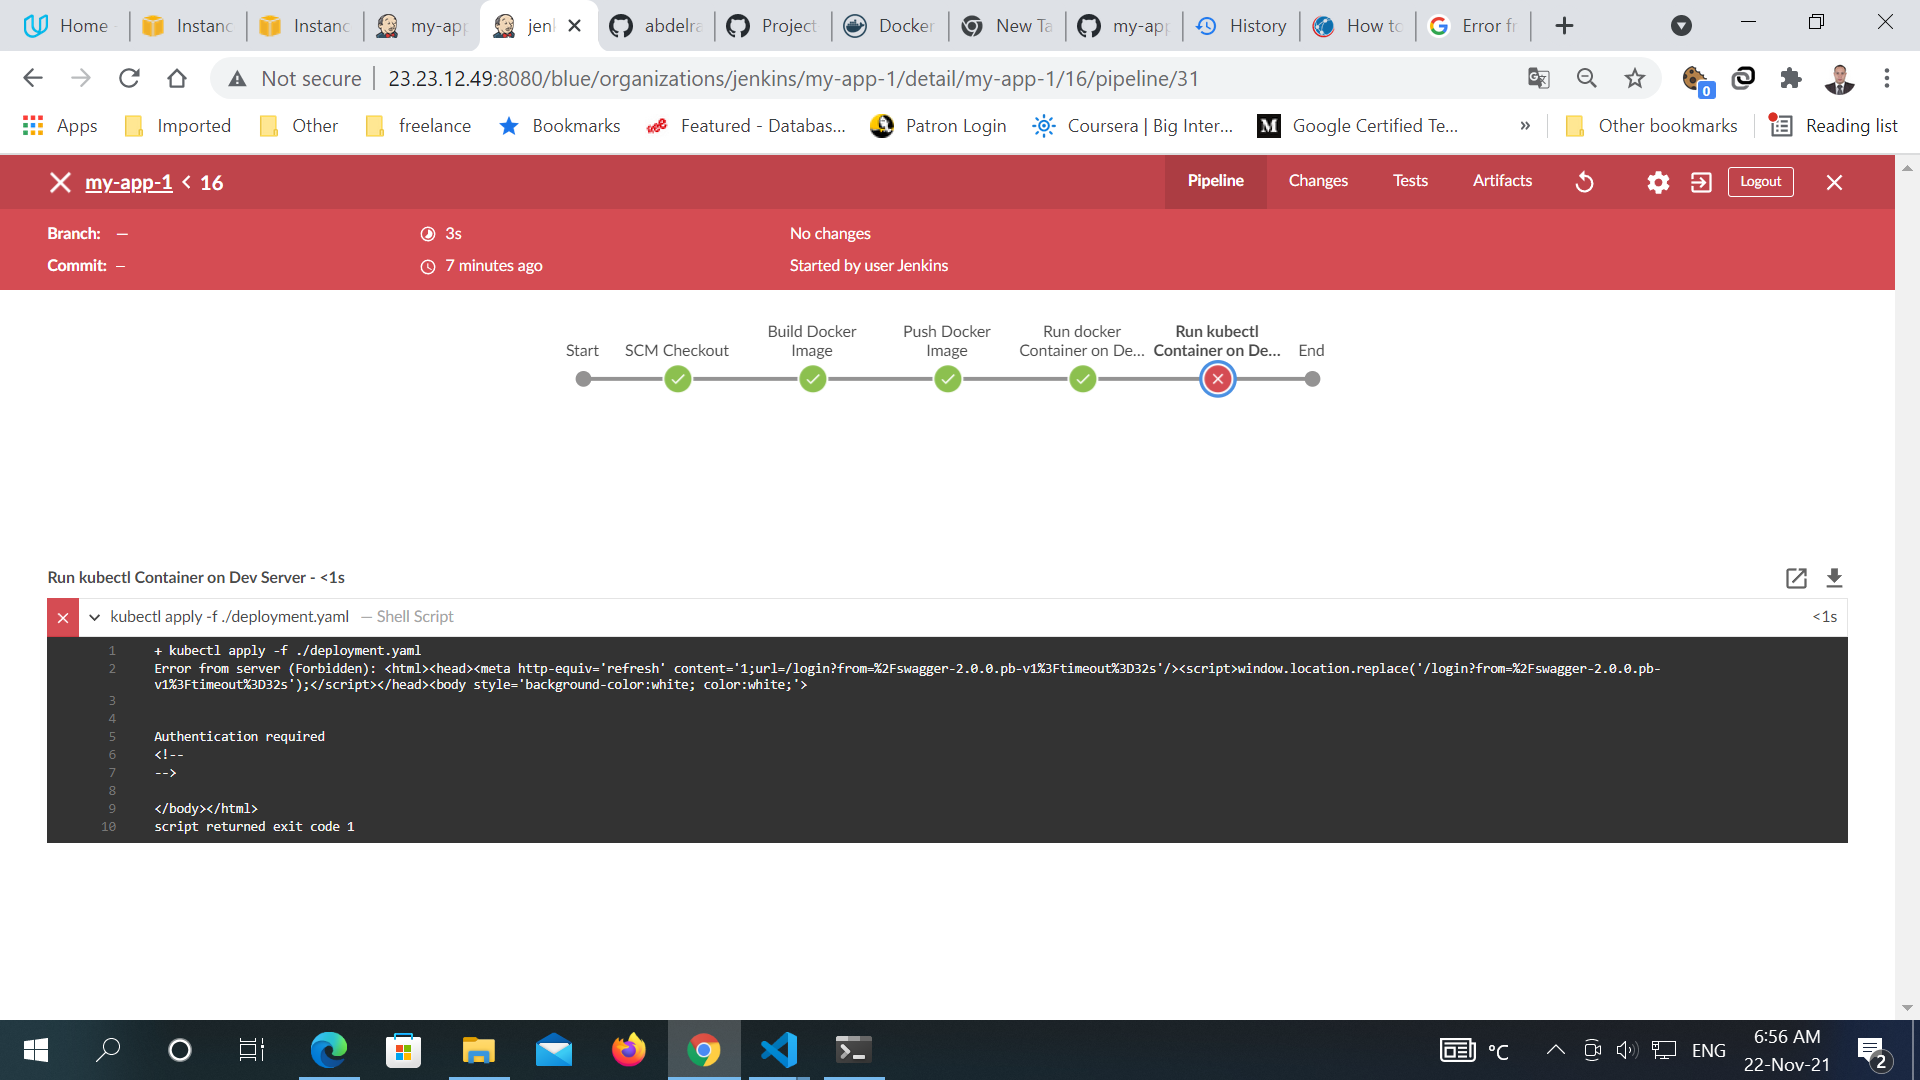 Home
Instanc
Instanc
my-app
jenk
abdelra
Project
Docker
New Ta
my-app
History
How to
Error fr
Not secure
23.23.12.49:8080/blue/organizations/jenkins/my-app-1/detail/my-app-1/16/pipeline/31
0
Apps
Imported
Other
freelance
Bookmarks
Featured - Databas...
Patron Login
Coursera | Big Inter...
Google Certified Te...
»
Other bookmarks
Reading list
my-app-1 < 16
Pipeline
Changes
Tests
Artifacts
Logout
Branch: —
3s
No changes
Commit: —
7 minutes ago
Started by user Jenkins
Start
SCM Checkout
Build Docker
Image
Push Docker
Image
Run docker
Container on De...
Run kubectl
Container on De...
End
Run kubectl Container on Dev Server - <1s
kubectl apply -f ./deployment.yaml — Shell Script
<1s
1 + kubectl apply -f ./deployment.yaml
2 Error from server (Forbidden): <html><head><meta http-equiv='refresh' content='1;url=/login?from=%2Fswagger-2.0.0.pb-v1%3Ftimeout%3D32s'/><script>window.location.replace('/login?from=%2Fswagger-2.0.0.pb-
v1%3Ftimeout%3D32s');</script></head><body style='background-color:white; color:white;'>
3
4
5 Authentication required
6 <!--
7 -->
8
9 </body></html>
10 script returned exit code 1
°C
ENG
6:56 AM
22-Nov-21
2